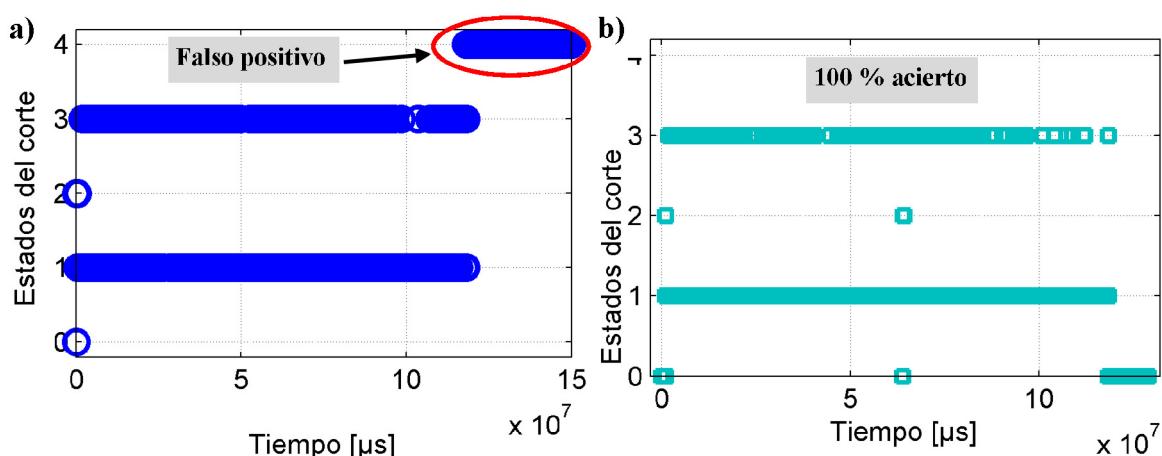 a)
Falso positivo
4
3
2
1
0
Estados del corte
0 5 10 15
x 10^7
Tiempo [µs]
b)
100 % acierto
4
3
2
1
0
Estados del corte
0 5 10
x 10^7
Tiempo [µs]